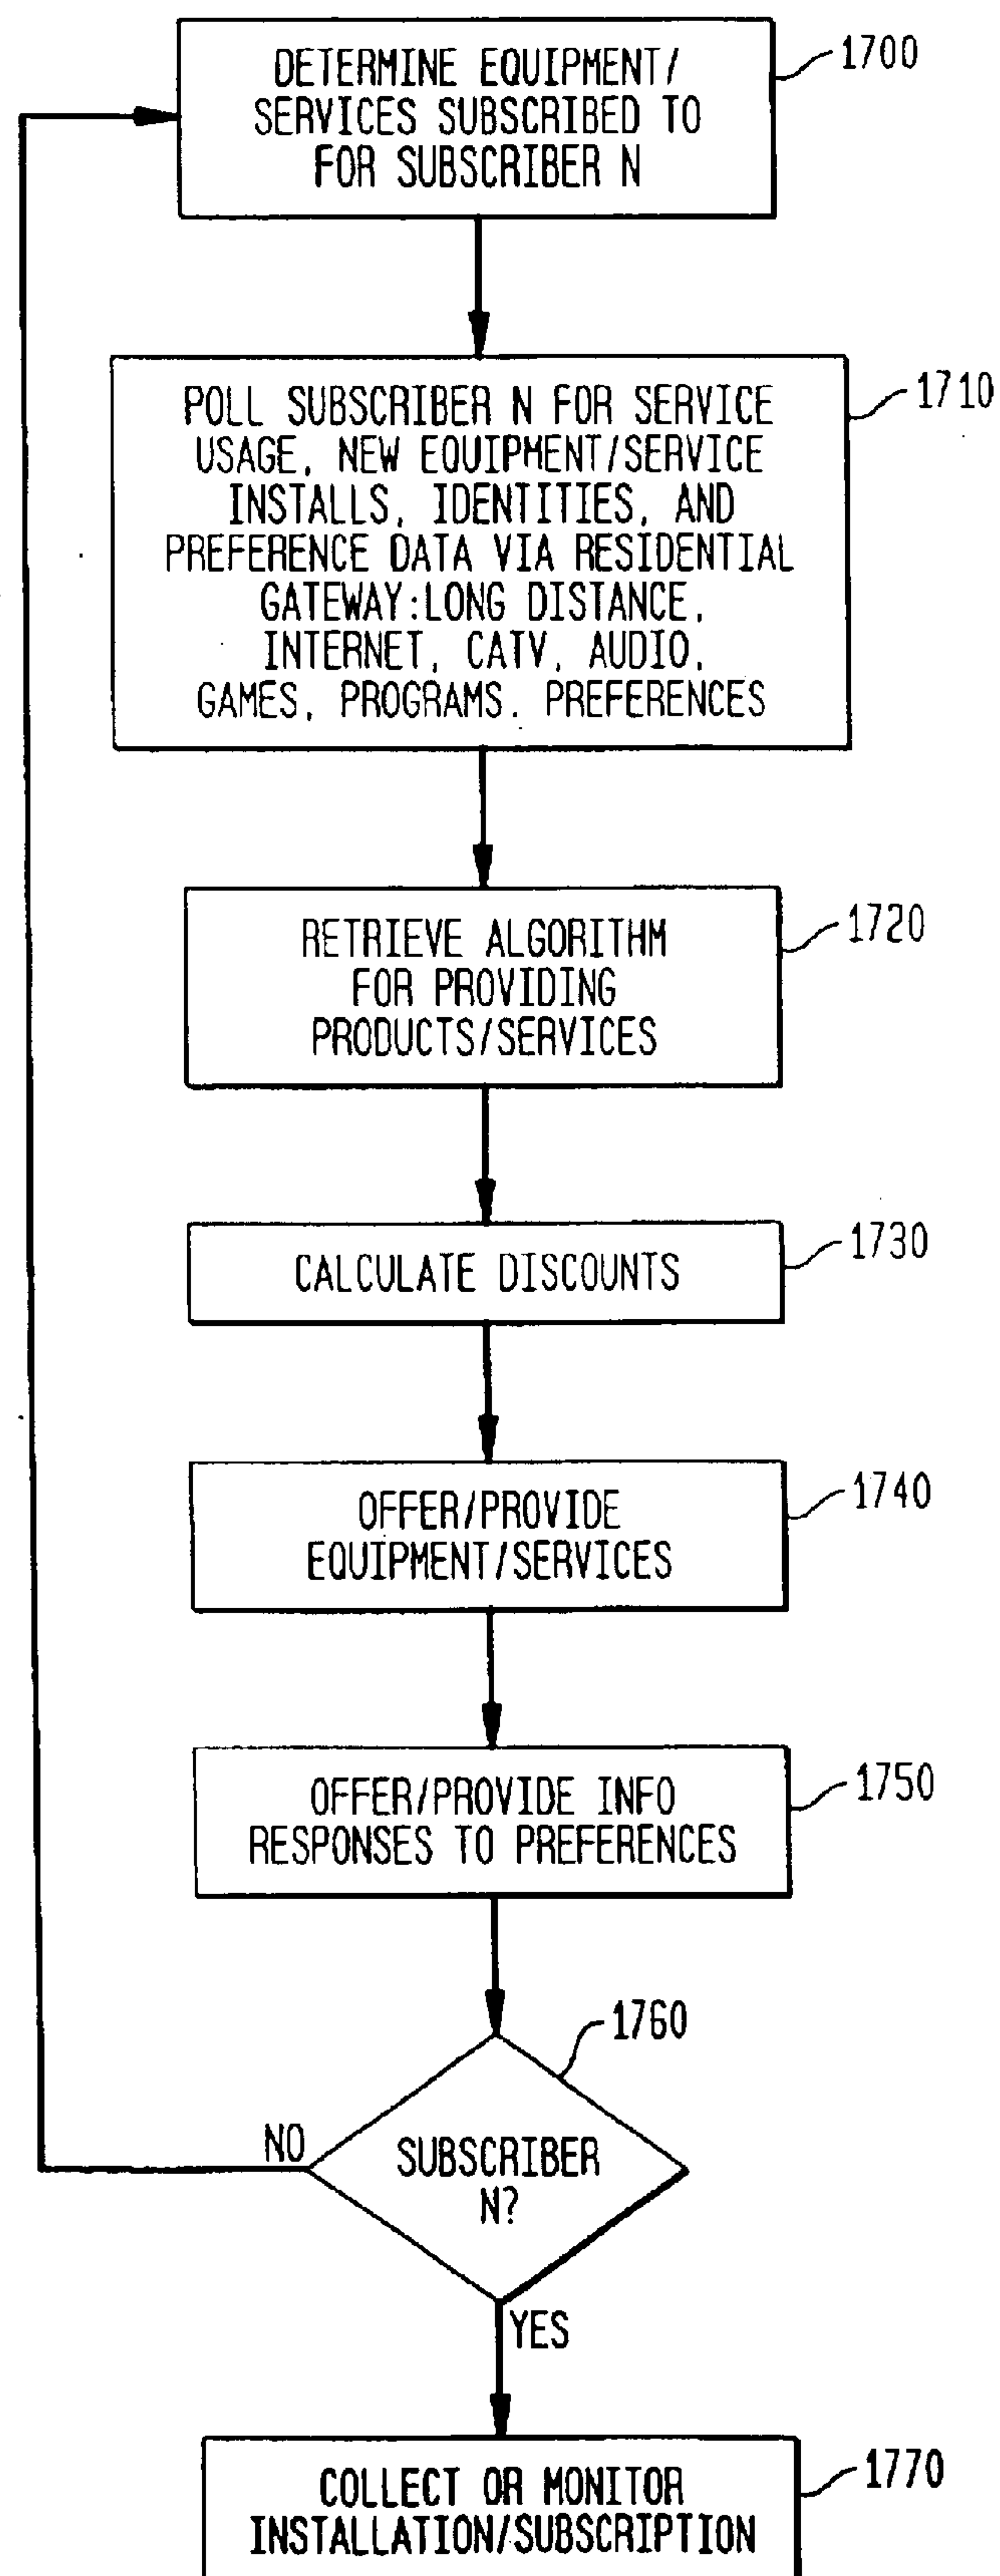 DETERMINE EQUIPMENT/
SERVICES SUBSCRIBED TO
FOR SUBSCRIBER N
1700
POLL SUBSCRIBER N FOR SERVICE
USAGE, NEW EQUIPMENT/SERVICE
INSTALLS, IDENTITIES, AND
PREFERENCE DATA VIA RESIDENTIAL
GATEWAY:LONG DISTANCE,
INTERNET, CATV, AUDIO,
GAMES, PROGRAMS. PREFERENCES
1710
RETRIEVE ALGORITHM
FOR PROVIDING
PRODUCTS/SERVICES
1720
CALCULATE DISCOUNTS
1730
OFFER/PROVIDE
EQUIPMENT/SERVICES
1740
OFFER/PROVIDE INFO
RESPONSES TO PREFERENCES
1750
1760
NO
SUBSCRIBER
N?
YES
COLLECT OR MONITOR
INSTALLATION/SUBSCRIPTION
1770